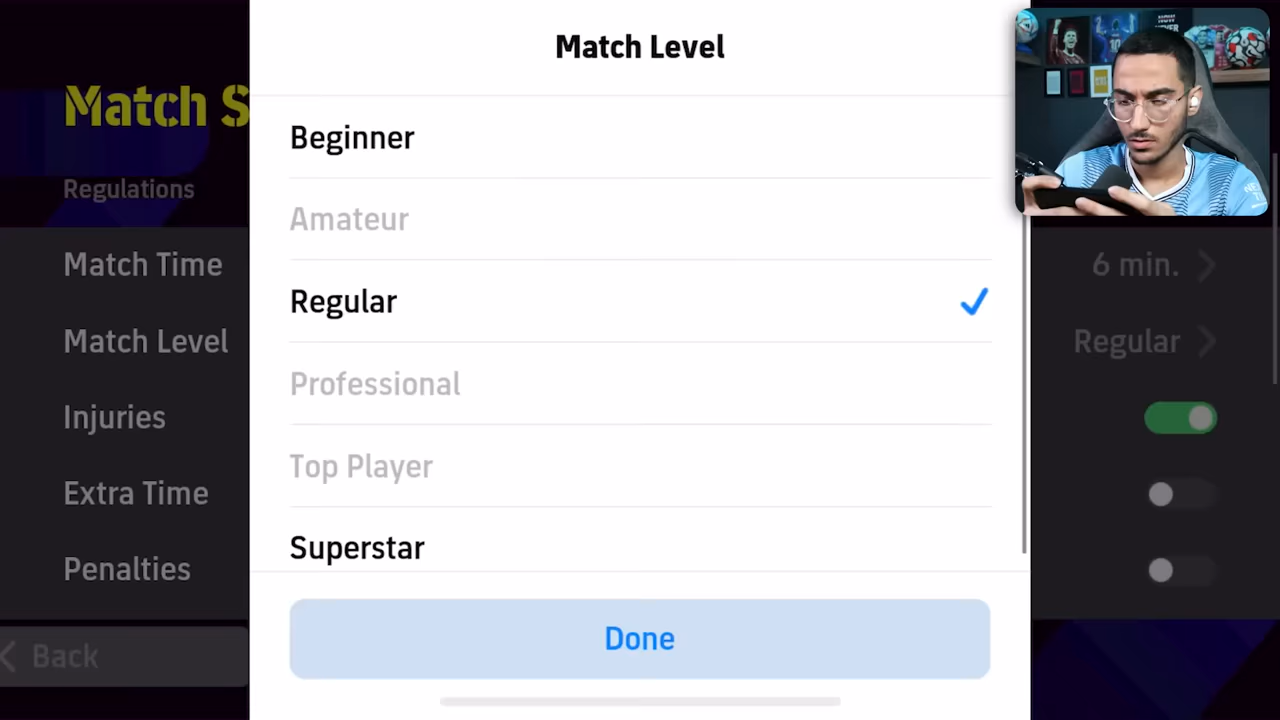 Match Level
Beginner
Amateur
Regular
Professional
Top Player
Superstar
Done
Match S
Regulations
Match Time 6 min.
Match Level Regular
Injuries
Extra Time
Penalties
Back